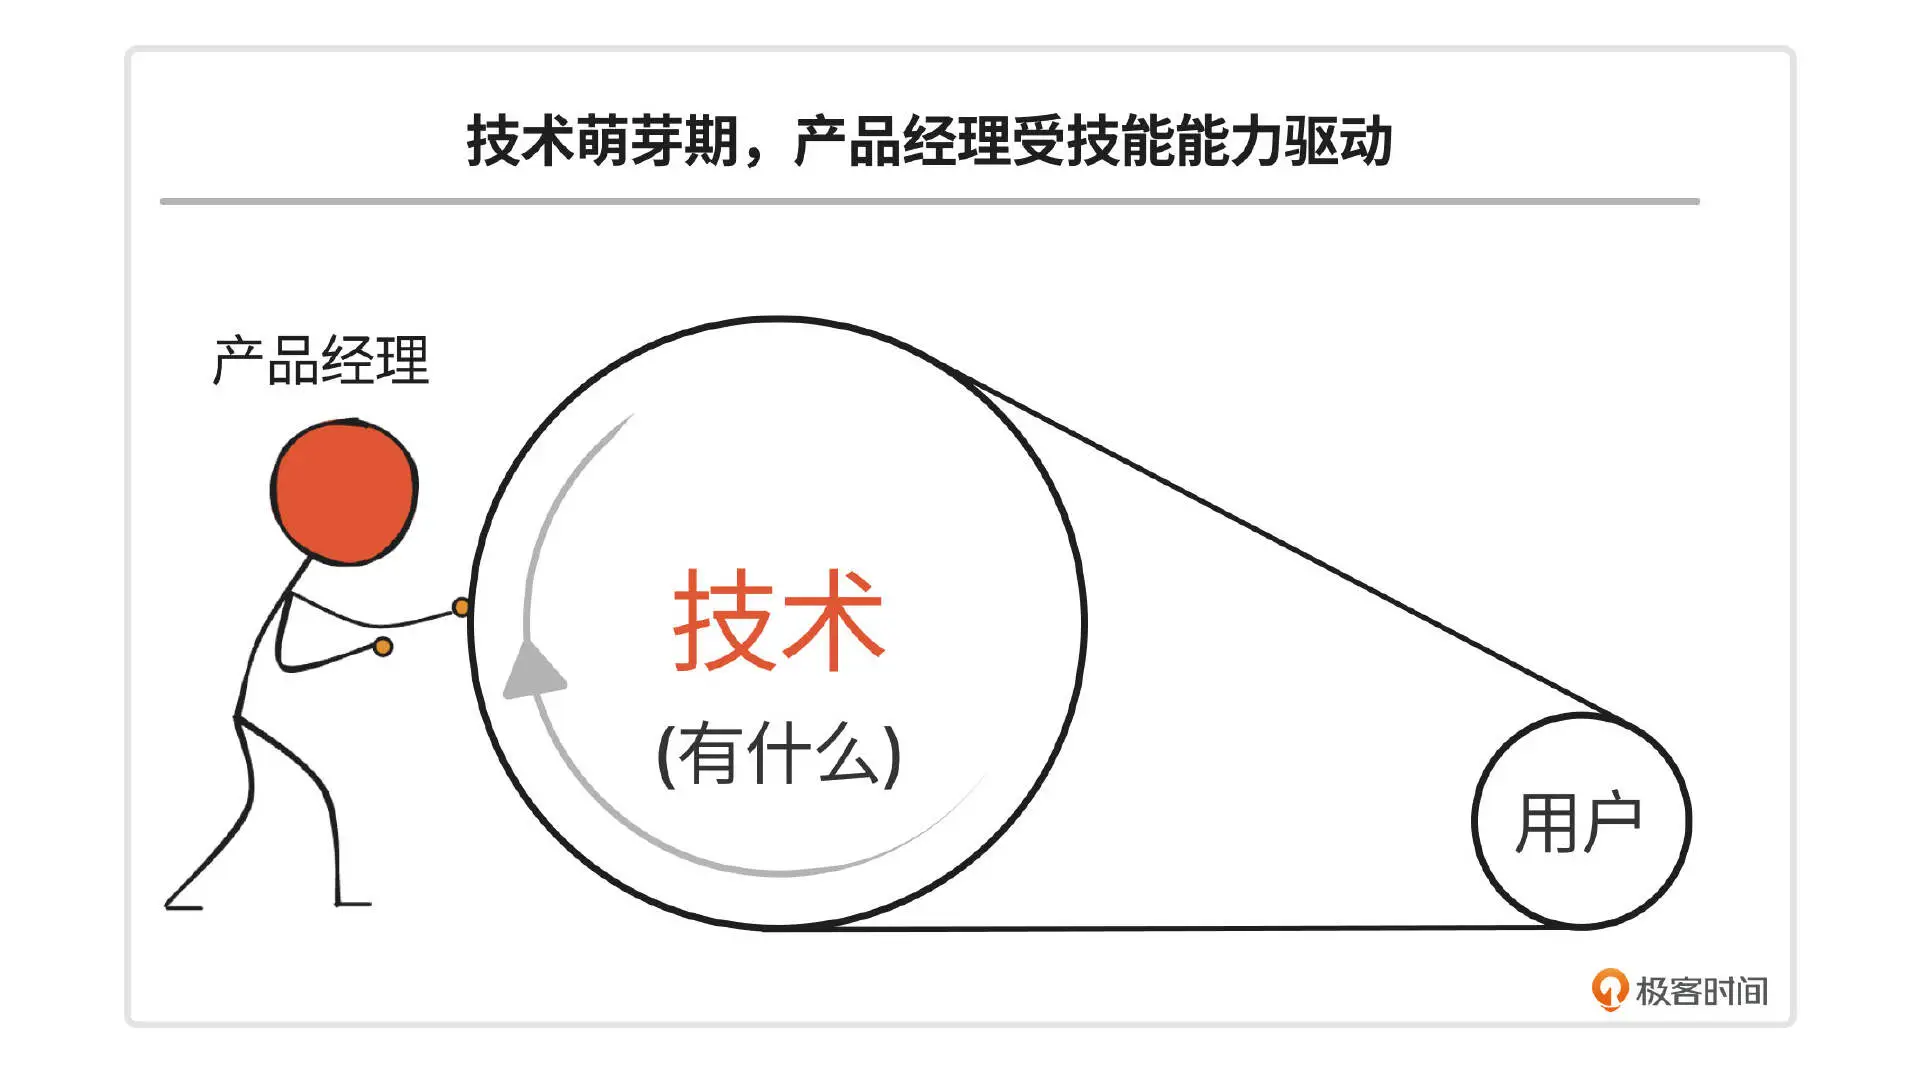 技术萌芽期，产品经理受技能能力驱动
产品经理
技术
(有什么)
用户
极客时间